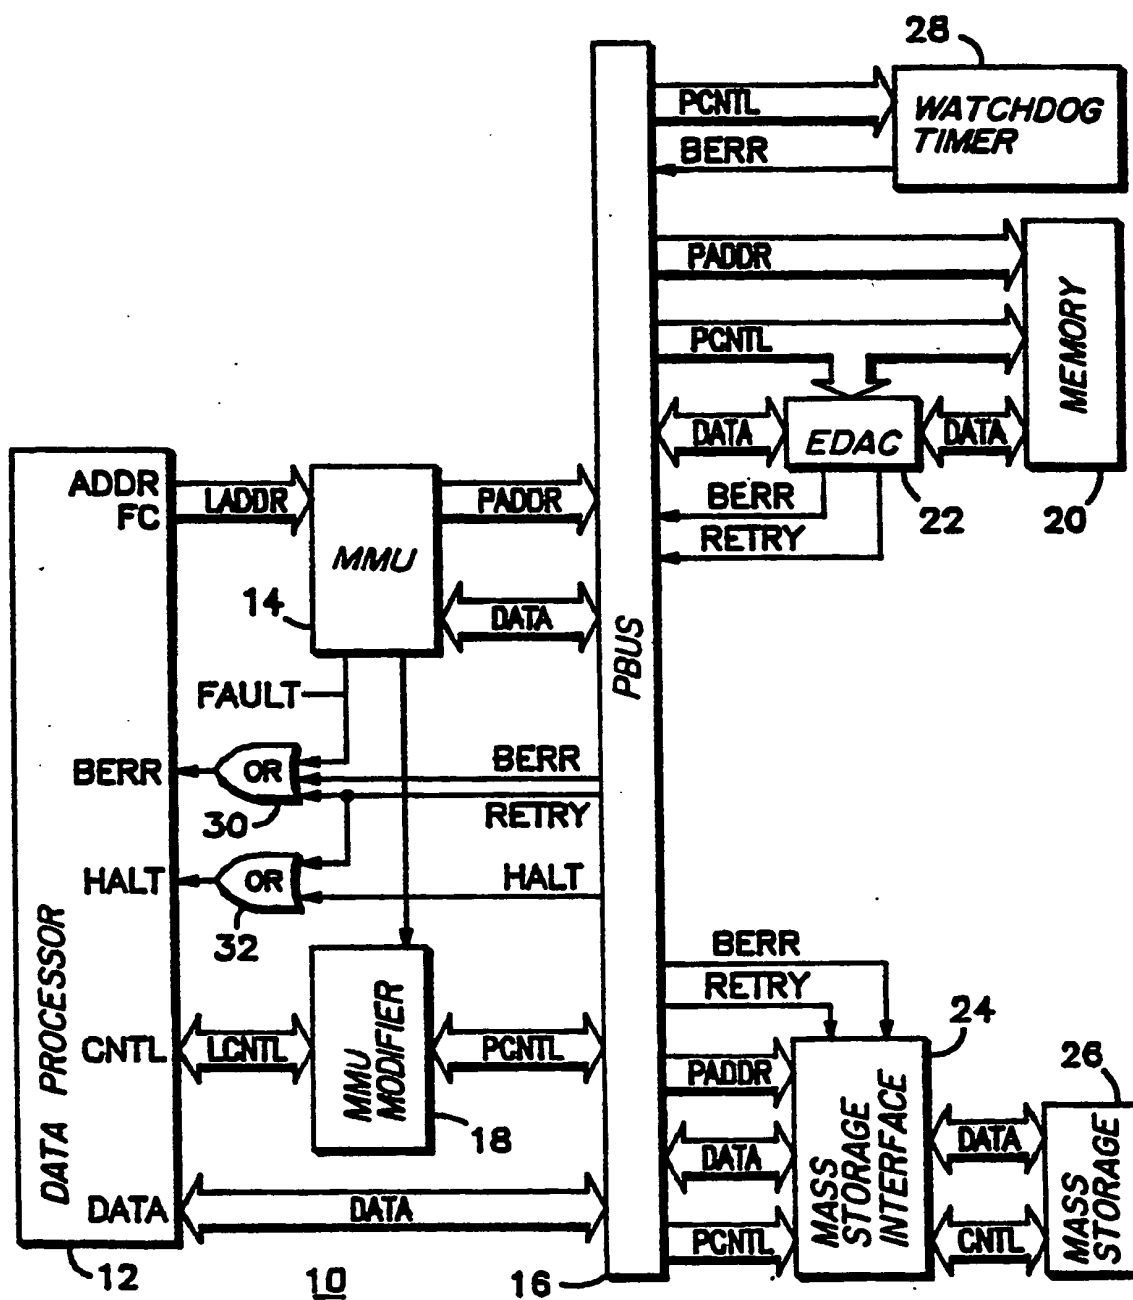 28
PCNTL
WATCHDOG
TIMER
BERR
PADDR
PCNTL
MEMORY
DATA
EDAC
DATA
BERR
22
20
RETRY
ADDR
FC
LADDR
MMU
PADDR
14
DATA
PBUS
FAULT
BERR
OR
BERR
30
RETRY
HALT
OR
HALT
32
DATA PROCESSOR
BERR
RETRY
24
CNTL
LCNTL
MMU
MODIFIER
PCNTL
PADDR
26
18
DATA
MASS
STORAGE
INTERFACE
DATA
MASS
STORAGE
DATA
DATA
PCNTL
CNTL
12
10
16